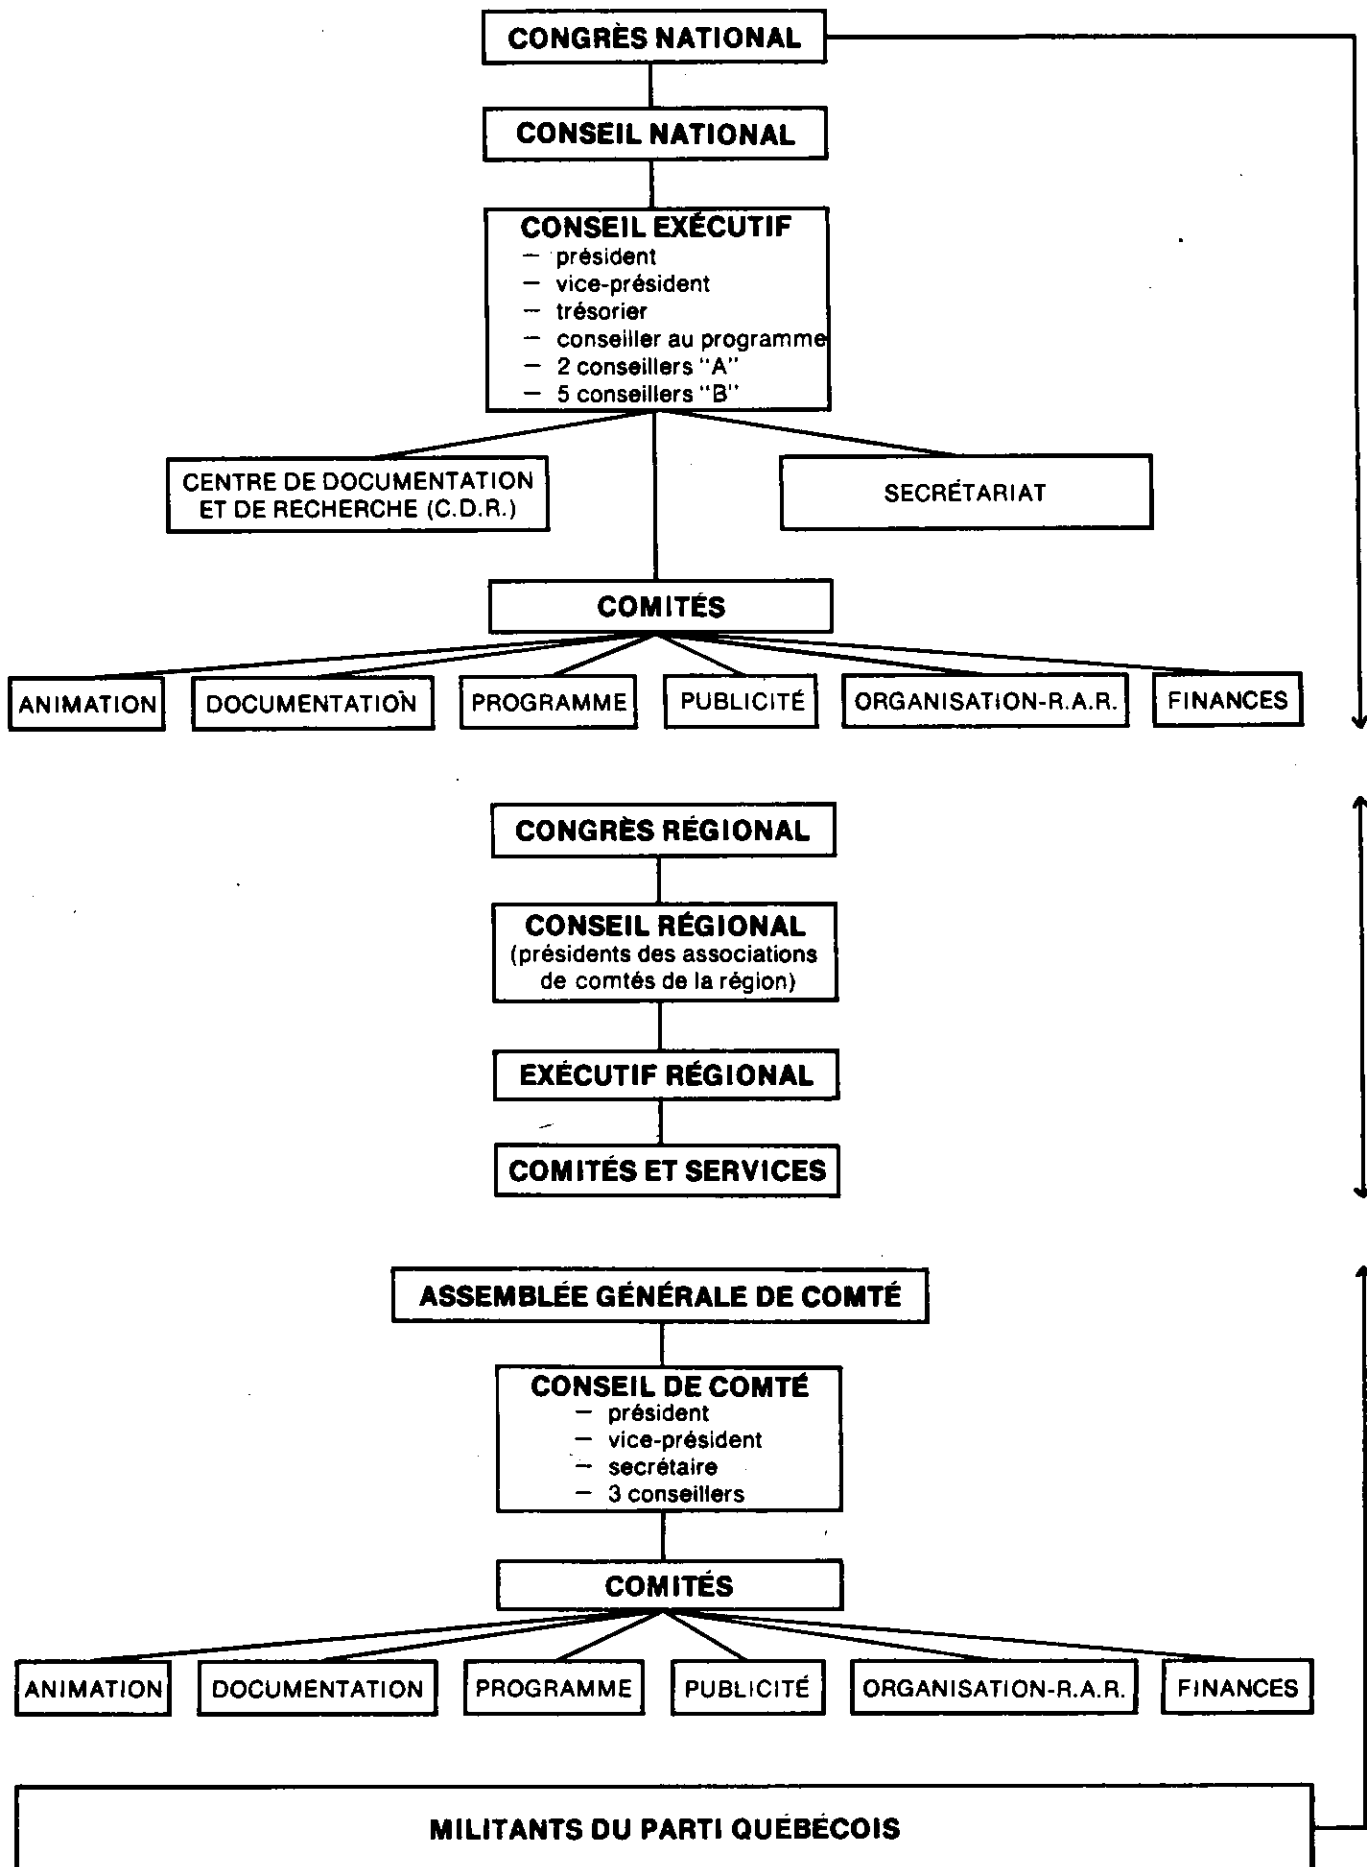 CONGRÈS NATIONAL
CONSEIL NATIONAL
CONSEIL EXÉCUTIF
— président
— vice-président
— trésorier
— conseiller au programme
— 2 conseillers "A"
— 5 conseillers "B"
CENTRE DE DOCUMENTATION
ET DE RECHERCHE (C.D.R.)
SECRÉTARIAT
COMITÉS
ANIMATION
DOCUMENTATION
PROGRAMME
PUBLICITÉ
ORGANISATION-R.A.R.
FINANCES
CONGRÈS RÉGIONAL
CONSEIL RÉGIONAL
(présidents des associations
de comtés de la région)
EXÉCUTIF RÉGIONAL
COMITÉS ET SERVICES
ASSEMBLÉE GÉNÉRALE DE COMTÉ
CONSEIL DE COMTÉ
— président
— vice-président
— secrétaire
— 3 conseillers
COMITÉS
ANIMATION
DOCUMENTATION
PROGRAMME
PUBLICITÉ
ORGANISATION-R.A.R.
FINANCES
MILITANTS DU PARTI QUÉBÉCOIS